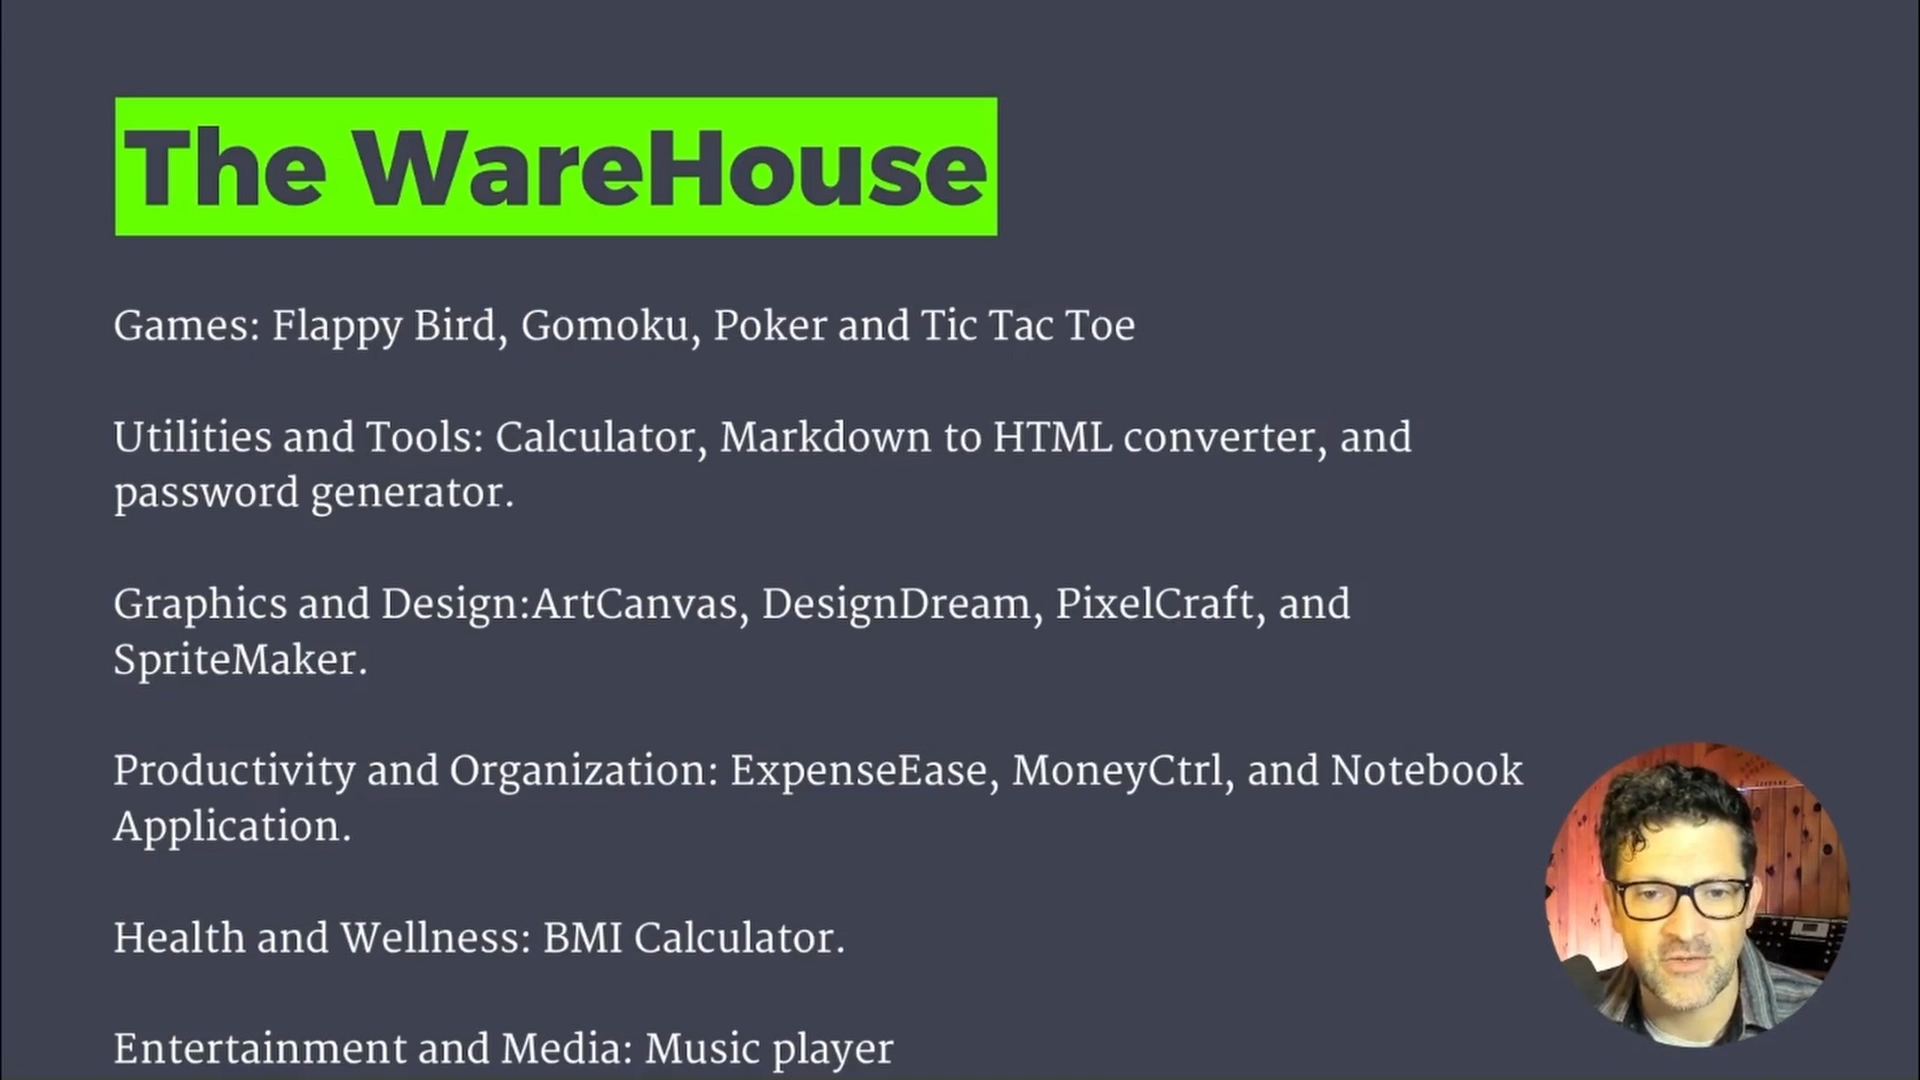 The WareHouse
Games: Flappy Bird, Gomoku, Poker and Tic Tac Toe
Utilities and Tools: Calculator, Markdown to HTML converter, and
password generator.
Graphics and Design:ArtCanvas, DesignDream, PixelCraft, and
SpriteMaker.
Productivity and Organization: ExpenseEase, MoneyCtrl, and Notebook
Application.
Health and Wellness: BMI Calculator.
Entertainment and Media: Music player